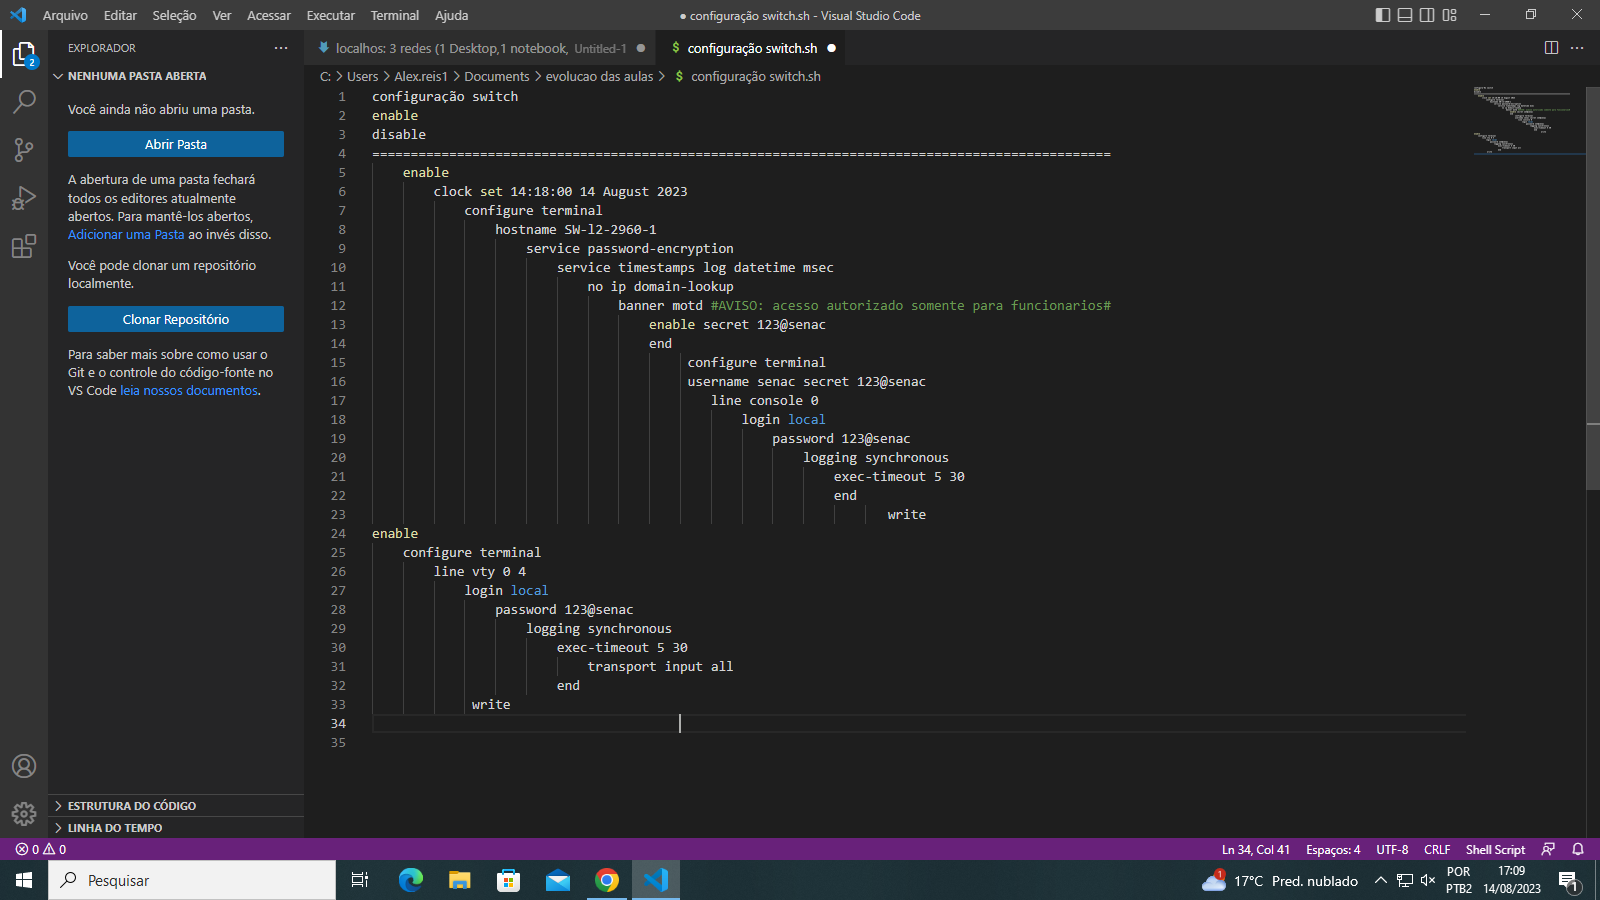 Arquivo Editar Seleção Ver Acessar Executar Terminal Ajuda
● configuração switch.sh - Visual Studio Code
EXPLORADOR
localhos: 3 redes (1 Desktop,1 notebook, Untitled-1
$ configuração switch.sh
C: > Users > Alex.reis1 > Documents > evolucao das aulas > $ configuração switch.sh
2
NENHUMA PASTA ABERTA
Você ainda não abriu uma pasta.
Abrir Pasta
A abertura de uma pasta fechará
todos os editores atualmente
abertos. Para mantê-los abertos,
Adicionar uma Pasta ao invés disso.
Você pode clonar um repositório
localmente.
Clonar Repositório
Para saber mais sobre como usar o
Git e o controle do código-fonte no
VS Code leia nossos documentos.
ESTRUTURA DO CÓDIGO
LINHA DO TEMPO
1 configuração switch
2 enable
3 disable
4 ================================================================================================
5 enable
6 clock set 14:18:00 14 August 2023
7 configure terminal
8 hostname SW-l2-2960-1
9 service password-encryption
10 service timestamps log datetime msec
11 no ip domain-lookup
12 banner motd #AVISO: acesso autorizado somente para funcionarios#
13 enable secret 123@senac
14 end
15 configure terminal
16 username senac secret 123@senac
17 line console 0
18 login local
19 password 123@senac
20 logging synchronous
21 exec-timeout 5 30
22 end
23 write
24 enable
25 configure terminal
26 line vty 0 4
27 login local
28 password 123@senac
29 logging synchronous
30 exec-timeout 5 30
31 transport input all
32 end
33 write
34
35
0 0
Ln 34, Col 41 Espaços: 4 UTF-8 CRLF Shell Script
Pesquisar
1
17°C Pred. nublado
POR
PTB2
17:09
14/08/2023
1